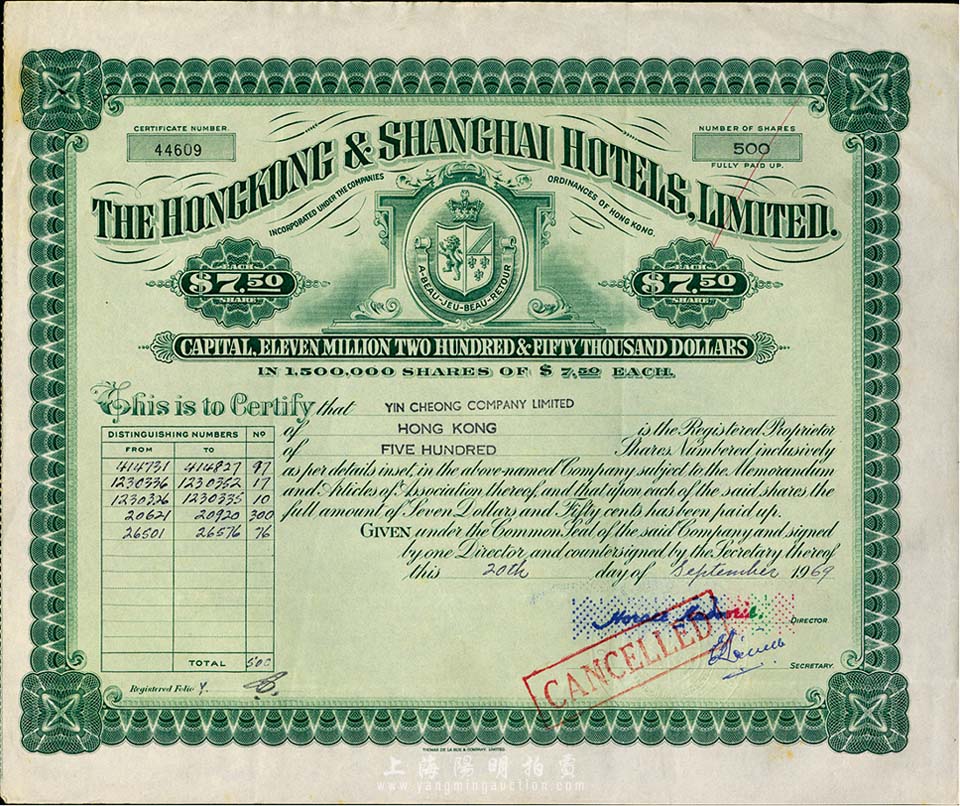 CERTIFICATE NUMBER.
44609
NUMBER OF SHARES
500
FULLY PAID UP.
THE HONGKONG & SHANGHAI HOTELS, LIMITED.
INCORPORATED UNDER THE COMPANIES ORDINANCES OF HONG KONG.
EACH
$7.50
SHARE
A-BEAU-JEU-BEAU-RETOUR
EACH
$7.50
SHARE
CAPITAL, ELEVEN MILLION TWO HUNDRED & FIFTY THOUSAND DOLLARS
IN 1,500,000 SHARES OF $7.50 EACH.
This is to Certify that YIN CHEONG COMPANY LIMITED
of HONG KONG is the Registered Proprietor
of FIVE HUNDRED Shares, Numbered inclusively
as per details inset, in the above-named Company subject to the Memorandum
and Articles of Association thereof, and that upon each of the said shares the
full amount of Seven Dollars and Fifty cents has been paid up.
GIVEN under the Common Seal of the said Company and signed
by one Director, and countersigned by the Secretary thereof
this 20th day of September 1969
DISTINGUISHING NUMBERS Nº
FROM TO
414731 414827 97
1230336 1230352 17
1230326 1230335 10
20621 20920 300
26501 26576 76
TOTAL 500
DIRECTOR
CANCELLED
SECRETARY.
Registered Folio Y.
THOMAS DE LA RUE & COMPANY, LIMITED.
上海陽明拍賣
www.yangmingauction.com